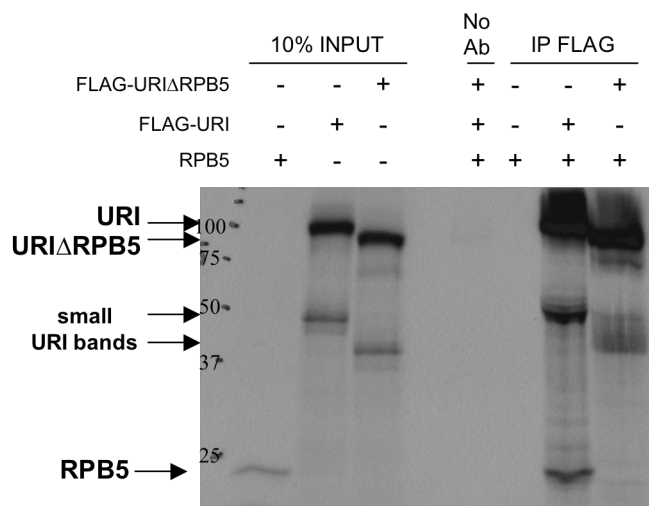 No
Ab
10% INPUT
IP FLAG
FLAG-URIΔRPB5 - - + + - - +
FLAG-URI - + - + - + -
RPB5 + - - + + + +
URI
100
URIΔRPB5
75
50
small
URI bands
37
25
RPB5